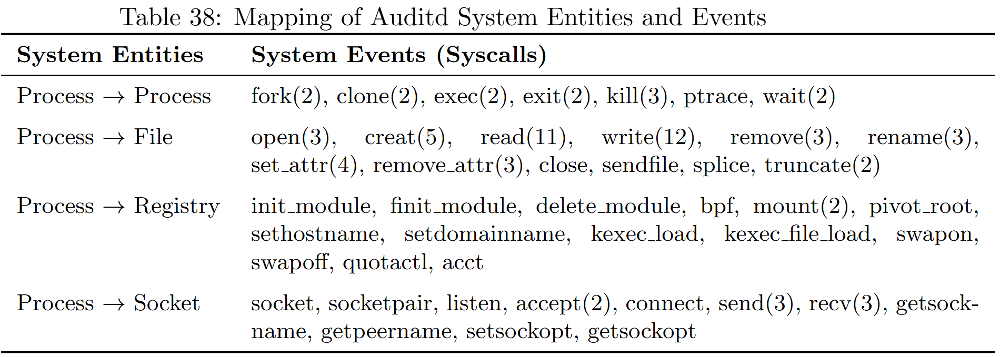 Table 38: Mapping of Auditd System Entities and Events
System Entities System Events (Syscalls)
Process → Process fork(2), clone(2), exec(2), exit(2), kill(3), ptrace, wait(2)
Process → File open(3), creat(5), read(11), write(12), remove(3), rename(3),
set_attr(4), remove_attr(3), close, sendfile, splice, truncate(2)
Process → Registry init_module, finit_module, delete_module, bpf, mount(2), pivot_root,
sethostname, setdomainname, kexec_load, kexec_file_load, swapon,
swapoff, quotactl, acct
Process → Socket socket, socketpair, listen, accept(2), connect, send(3), recv(3), getsock-
name, getpeername, setsockopt, getsockopt